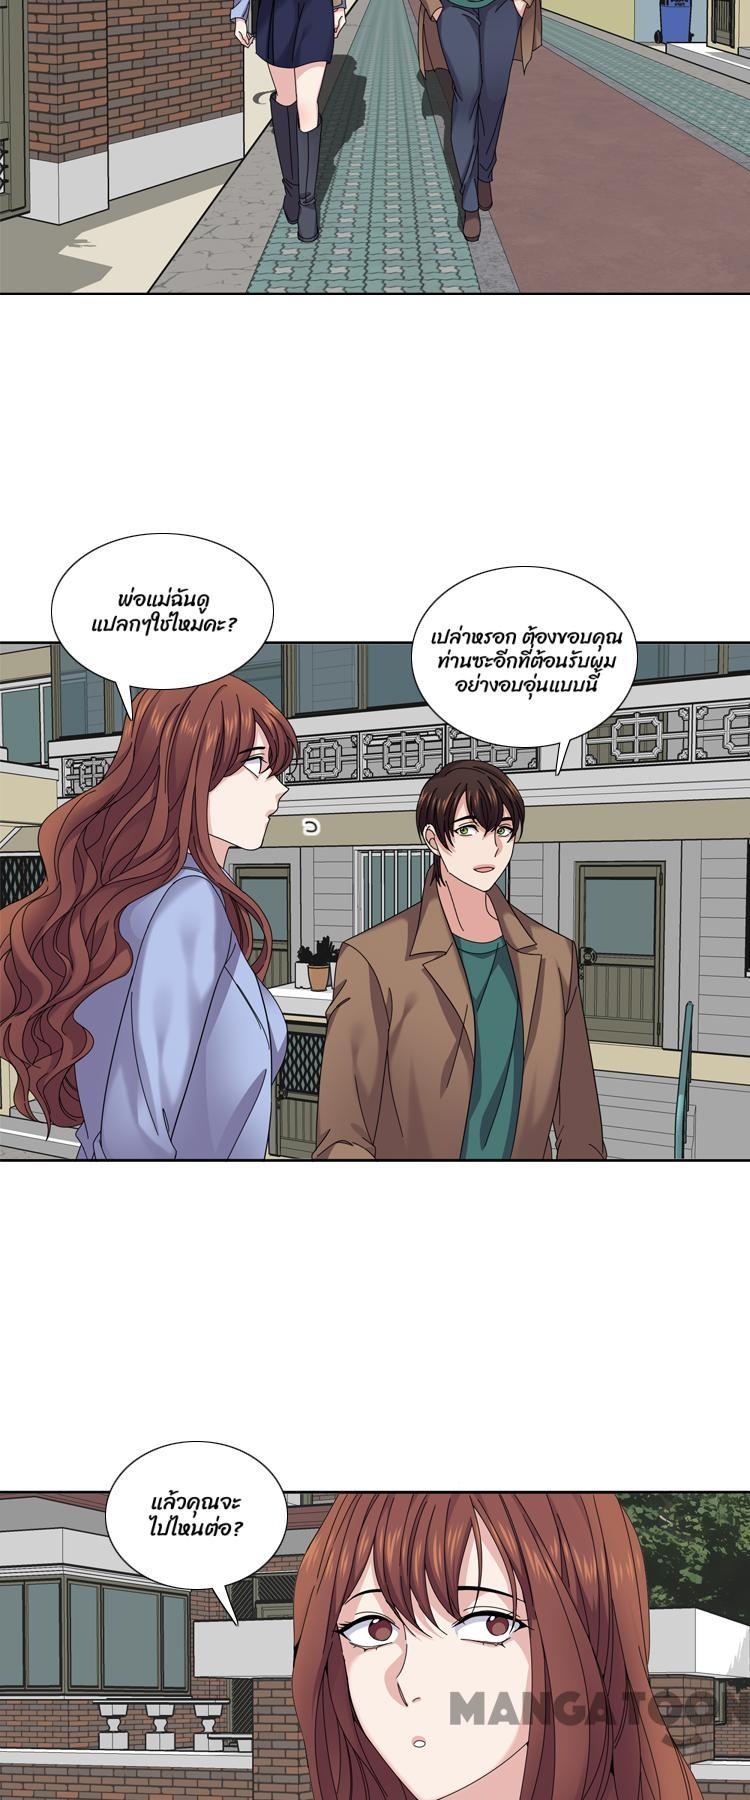 พ่อแม่ฉันดู
แปลกๆใช่ไหมคะ?
เปล่าหรอก ต้องขอบคุณ
ท่านซะอีกที่ต้อนรับผม
อย่างอบอุ่นแบบนี้
แล้วคุณจะ
ไปไหนต่อ?
MANGATOON